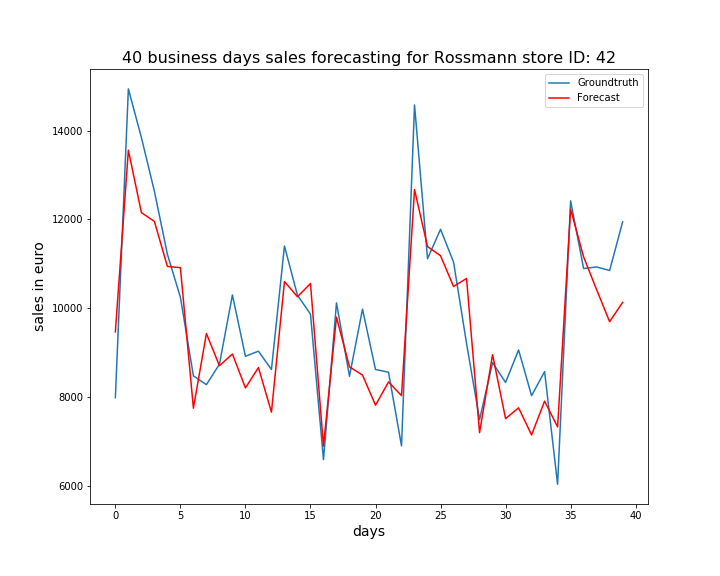 40 business days sales forecasting for Rossmann store ID: 42
Groundtruth
Forecast
14000
12000
10000
8000
6000
sales in euro
0 5 10 15 20 25 30 35 40
days